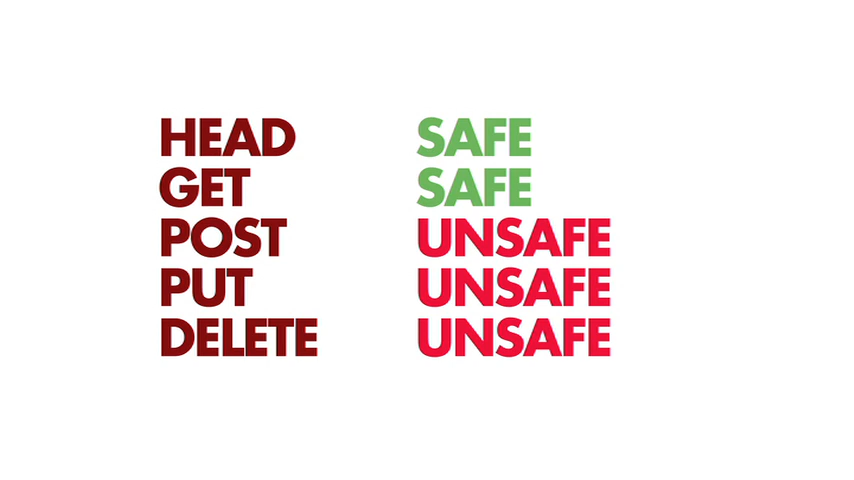 HEAD SAFE
GET SAFE
POST UNSAFE
PUT UNSAFE
DELETE UNSAFE